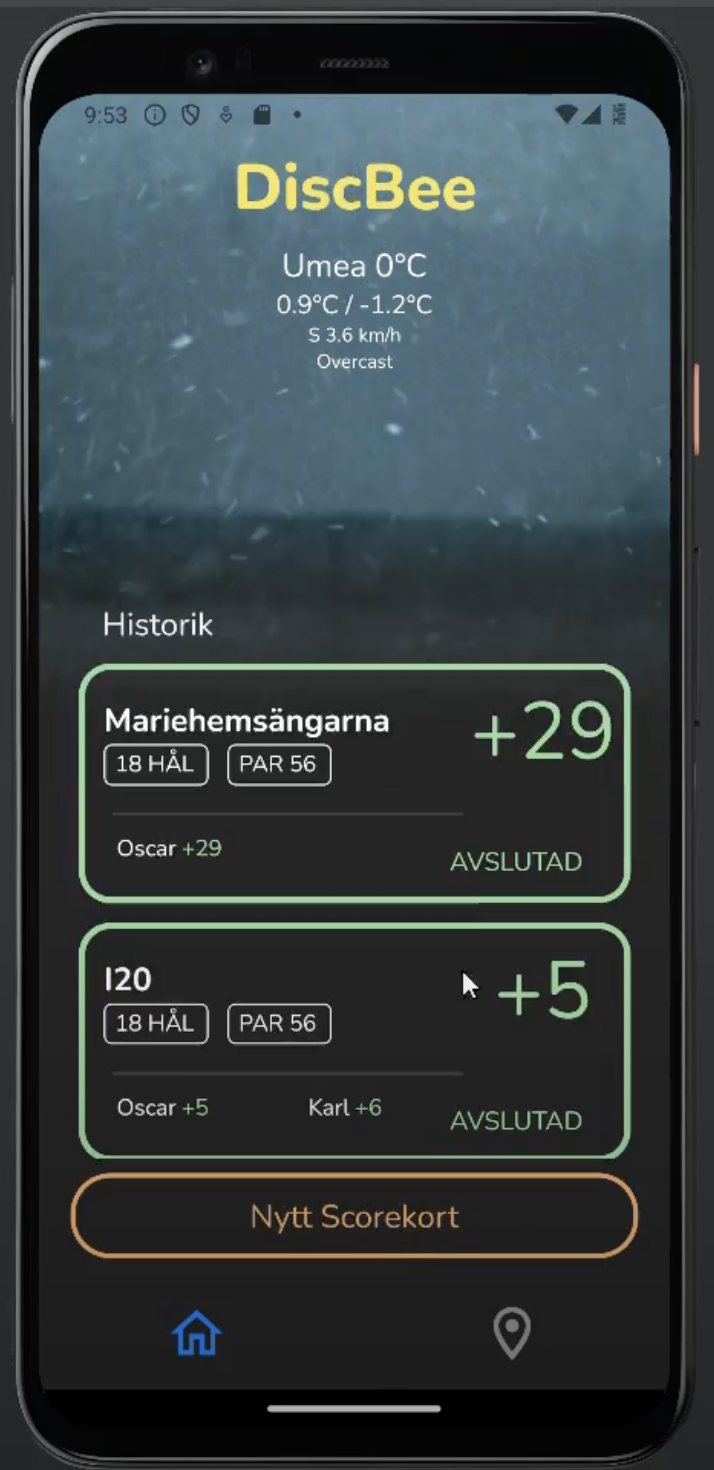 9:53
DiscBee
Umea 0°C
0.9°C / -1.2°C
S 3.6 km/h
Overcast
Historik
Mariehemsängarna
+29
18 HÅL PAR 56
Oscar +29
AVSLUTAD
I20
+5
18 HÅL PAR 56
Oscar +5 Karl +6
AVSLUTAD
Nytt Scorekort